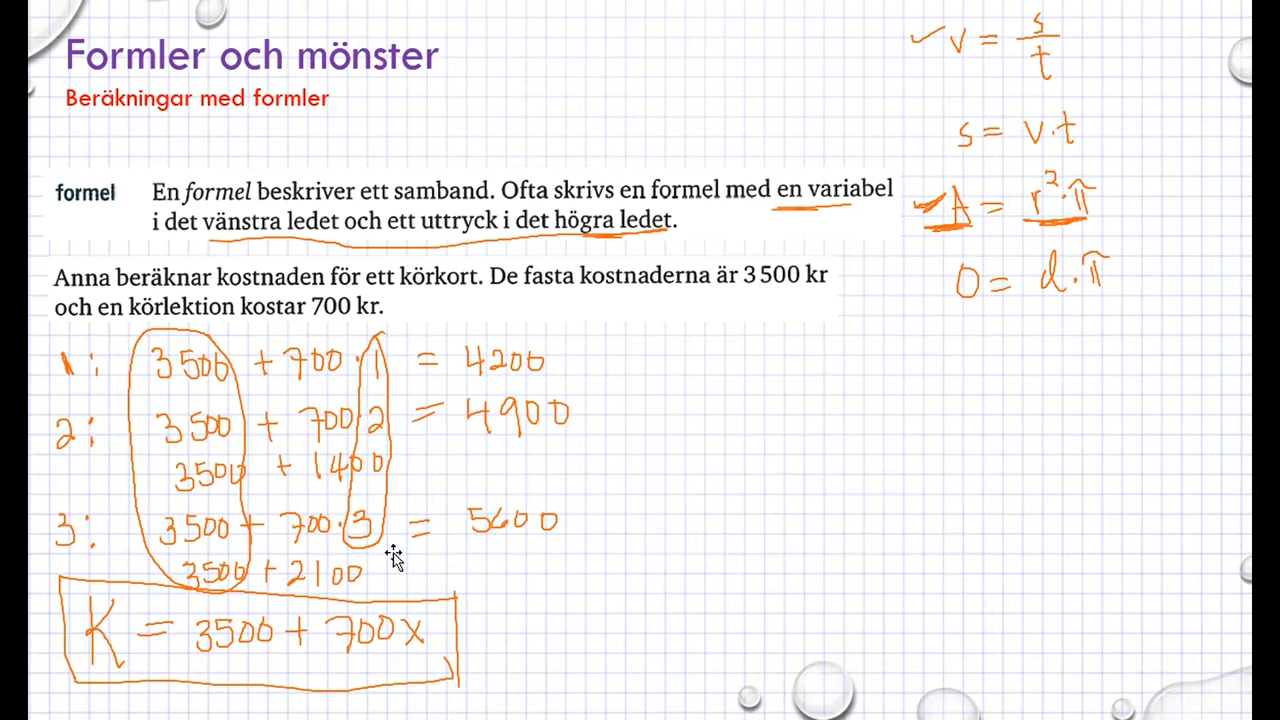 Formler och mönster
Beräkningar med formler
formel En formel beskriver ett samband. Ofta skrivs en formel med en variabel
i det vänstra ledet och ett uttryck i det högra ledet.
Anna beräknar kostnaden för ett körkort. De fasta kostnaderna är 3 500 kr
och en körlektion kostar 700 kr.
1: 3500 + 700 · 1 = 4200
2: 3500 + 700 · 2 = 4900
3500 + 1400
3: 3500 + 700 · 3 = 5600
3500 + 2100
K = 3500 + 700x
v = s/t
s = v·t
A = r²·π
O = d·π